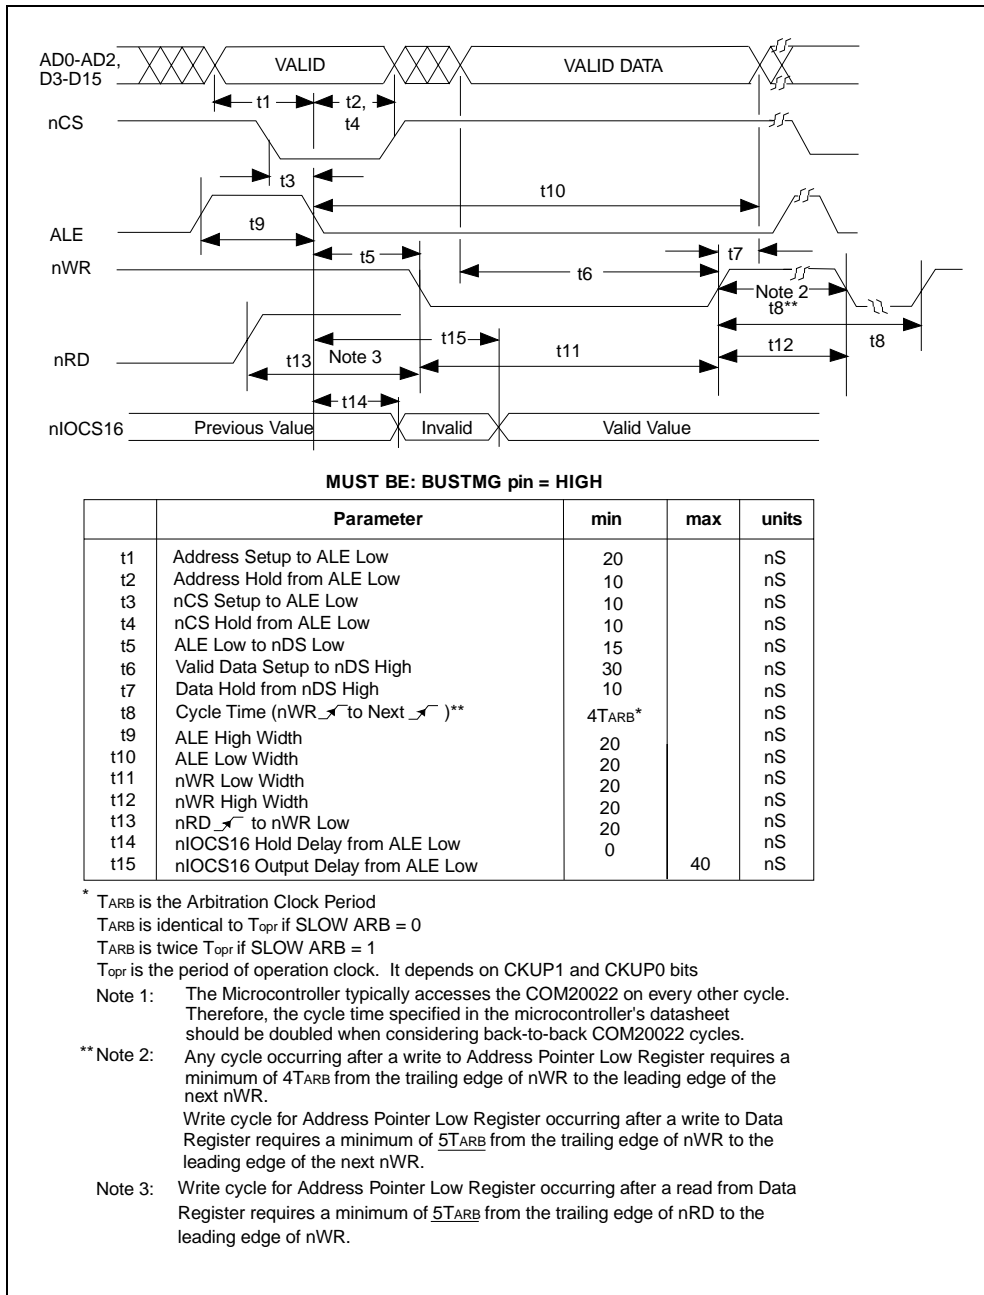 AD0-AD2,
D3-D15
VALID
VALID DATA
t1
t2,
t4
nCS
t3
t10
t9
ALE
t5
t7
nWR
t6
Note 2
t8**
t15
t8
nRD
t13
Note 3
t11
t12
t14
nIOCS16
Previous Value
Invalid
Valid Value
MUST BE: BUSTMG pin = HIGH
Parameter min max units
t1 Address Setup to ALE Low 20 nS
t2 Address Hold from ALE Low 10 nS
t3 nCS Setup to ALE Low 10 nS
t4 nCS Hold from ALE Low 10 nS
t5 ALE Low to nDS Low 15 nS
t6 Valid Data Setup to nDS High 30 nS
t7 Data Hold from nDS High 10 nS
t8 Cycle Time (nWR to Next )** 4TARB* nS
t9 ALE High Width 20 nS
t10 ALE Low Width 20 nS
t11 nWR Low Width 20 nS
t12 nWR High Width 20 nS
t13 nRD to nWR Low 20 nS
t14 nIOCS16 Hold Delay from ALE Low 0 nS
t15 nIOCS16 Output Delay from ALE Low 40 nS
* TARB is the Arbitration Clock Period
TARB is identical to Topr if SLOW ARB = 0
TARB is twice Topr if SLOW ARB = 1
Topr is the period of operation clock. It depends on CKUP1 and CKUP0 bits
Note 1: The Microcontroller typically accesses the COM20022 on every other cycle.
Therefore, the cycle time specified in the microcontroller's datasheet
should be doubled when considering back-to-back COM20022 cycles.
**Note 2: Any cycle occurring after a write to Address Pointer Low Register requires a
minimum of 4TARB from the trailing edge of nWR to the leading edge of the
next nWR.
Write cycle for Address Pointer Low Register occurring after a write to Data
Register requires a minimum of 5TARB from the trailing edge of nWR to the
leading edge of the next nWR.
Note 3: Write cycle for Address Pointer Low Register occurring after a read from Data
Register requires a minimum of 5TARB from the trailing edge of nRD to the
leading edge of nWR.